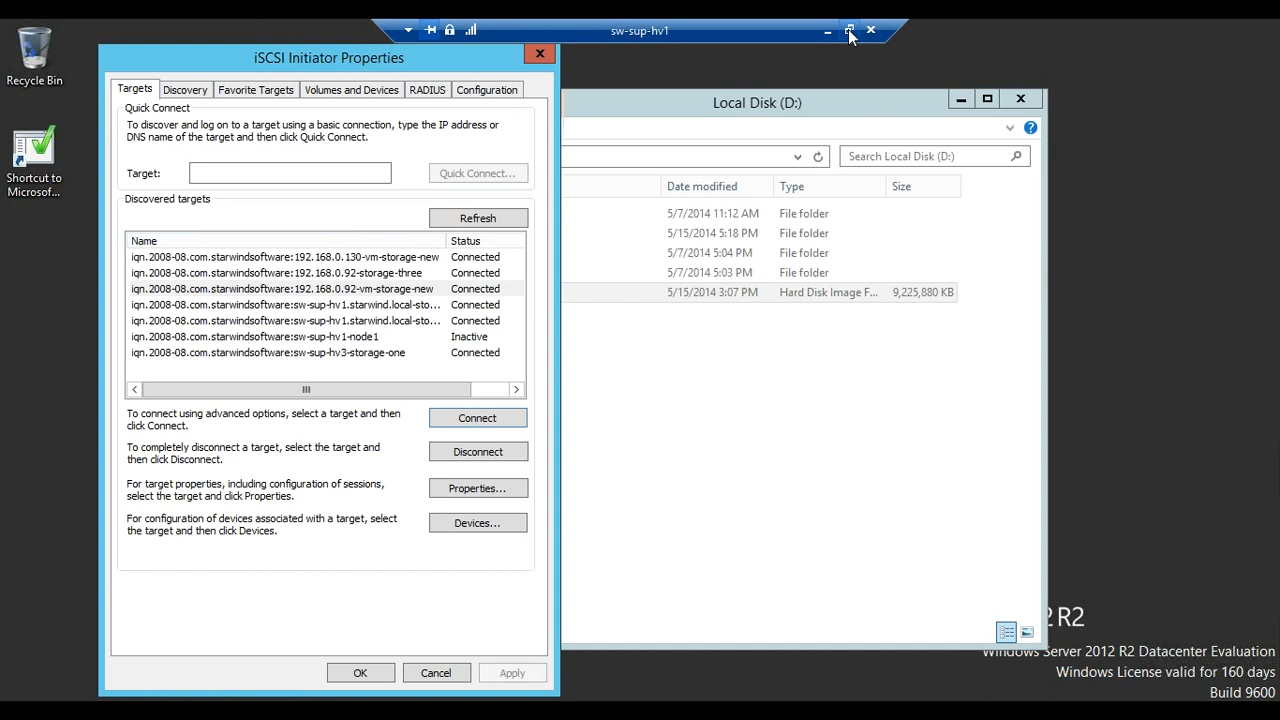 sw-sup-hv1
Recycle Bin
Shortcut to
Microsof...
iSCSI Initiator Properties
Targets
Discovery
Favorite Targets
Volumes and Devices
RADIUS
Configuration
Quick Connect
To discover and log on to a target using a basic connection, type the IP address or
DNS name of the target and then click Quick Connect.
Target:
Quick Connect...
Discovered targets
Refresh
Name Status
iqn.2008-08.com.starwindsoftware:192.168.0.130-vm-storage-new Connected
iqn.2008-08.com.starwindsoftware:192.168.0.92-storage-three Connected
iqn.2008-08.com.starwindsoftware:192.168.0.92-vm-storage-new Connected
iqn.2008-08.com.starwindsoftware:sw-sup-hv1.starwind.local-sto... Connected
iqn.2008-08.com.starwindsoftware:sw-sup-hv1.starwind.local-sto... Connected
iqn.2008-08.com.starwindsoftware:sw-sup-hv1-node1 Inactive
iqn.2008-08.com.starwindsoftware:sw-sup-hv3-storage-one Connected
To connect using advanced options, select a target and then
click Connect.
Connect
To completely disconnect a target, select the target and
then click Disconnect.
Disconnect
For target properties, including configuration of sessions,
select the target and click Properties.
Properties...
For configuration of devices associated with a target, select
the target and then click Devices.
Devices...
OK
Cancel
Apply
Local Disk (D:)
Search Local Disk (D:)
Date modified Type Size
5/7/2014 11:12 AM File folder
5/15/2014 5:18 PM File folder
5/7/2014 5:04 PM File folder
5/7/2014 5:03 PM File folder
5/15/2014 3:07 PM Hard Disk Image F... 9,225,880 KB
2 R2
Windows Server 2012 R2 Datacenter Evaluation
Windows License valid for 160 days
Build 9600